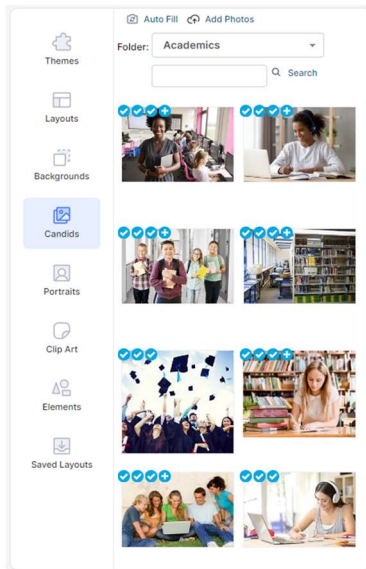 Auto Fill Add Photos
Folder: Academics
Search
Themes
Layouts
Backgrounds
Candids
Portraits
Clip Art
Elements
Saved Layouts